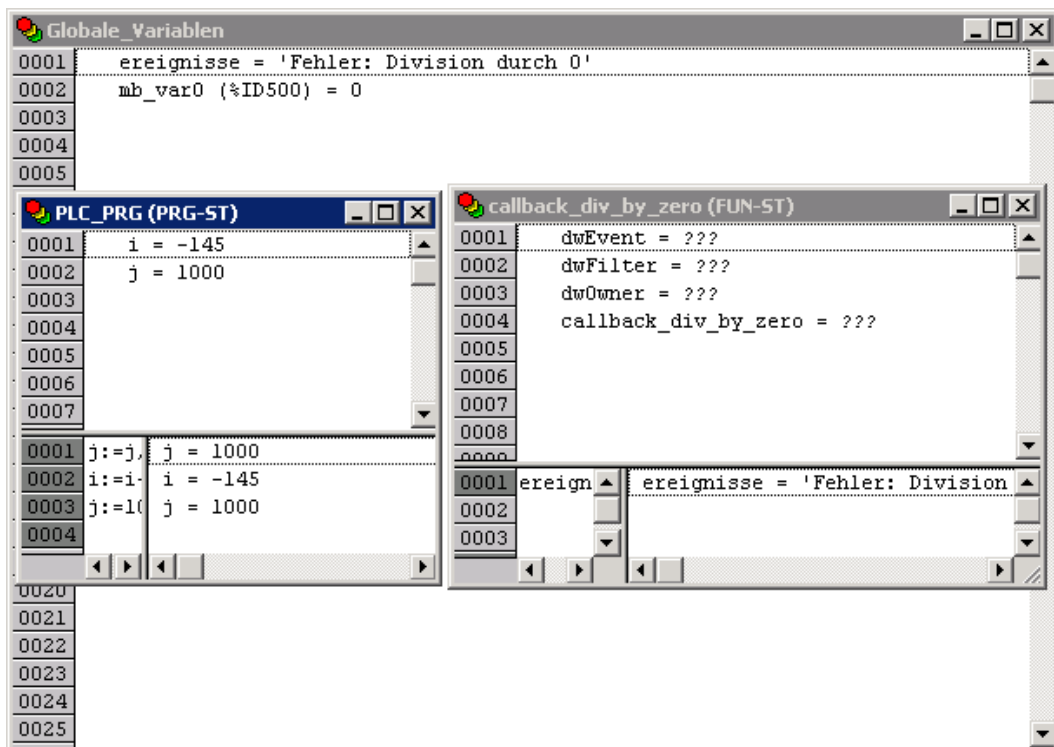 Globale_Variablen
0001 ereignisse = 'Fehler: Division durch 0'
0002 mb_var0 (%ID500) = 0
0003
0004
0005
PLC_PRG (PRG-ST)
0001 i = -145
0002 j = 1000
0003
0004
0005
0006
0007
0001 j:=j, j = 1000
0002 i:=i- i = -145
0003 j:=10 j = 1000
0004
callback_div_by_zero (FUN-ST)
0001 dwEvent = ???
0002 dwFilter = ???
0003 dwOwner = ???
0004 callback_div_by_zero = ???
0005
0006
0007
0008
0001 ereign ereignisse = 'Fehler: Division
0002
0003
0020
0021
0022
0023
0024
0025